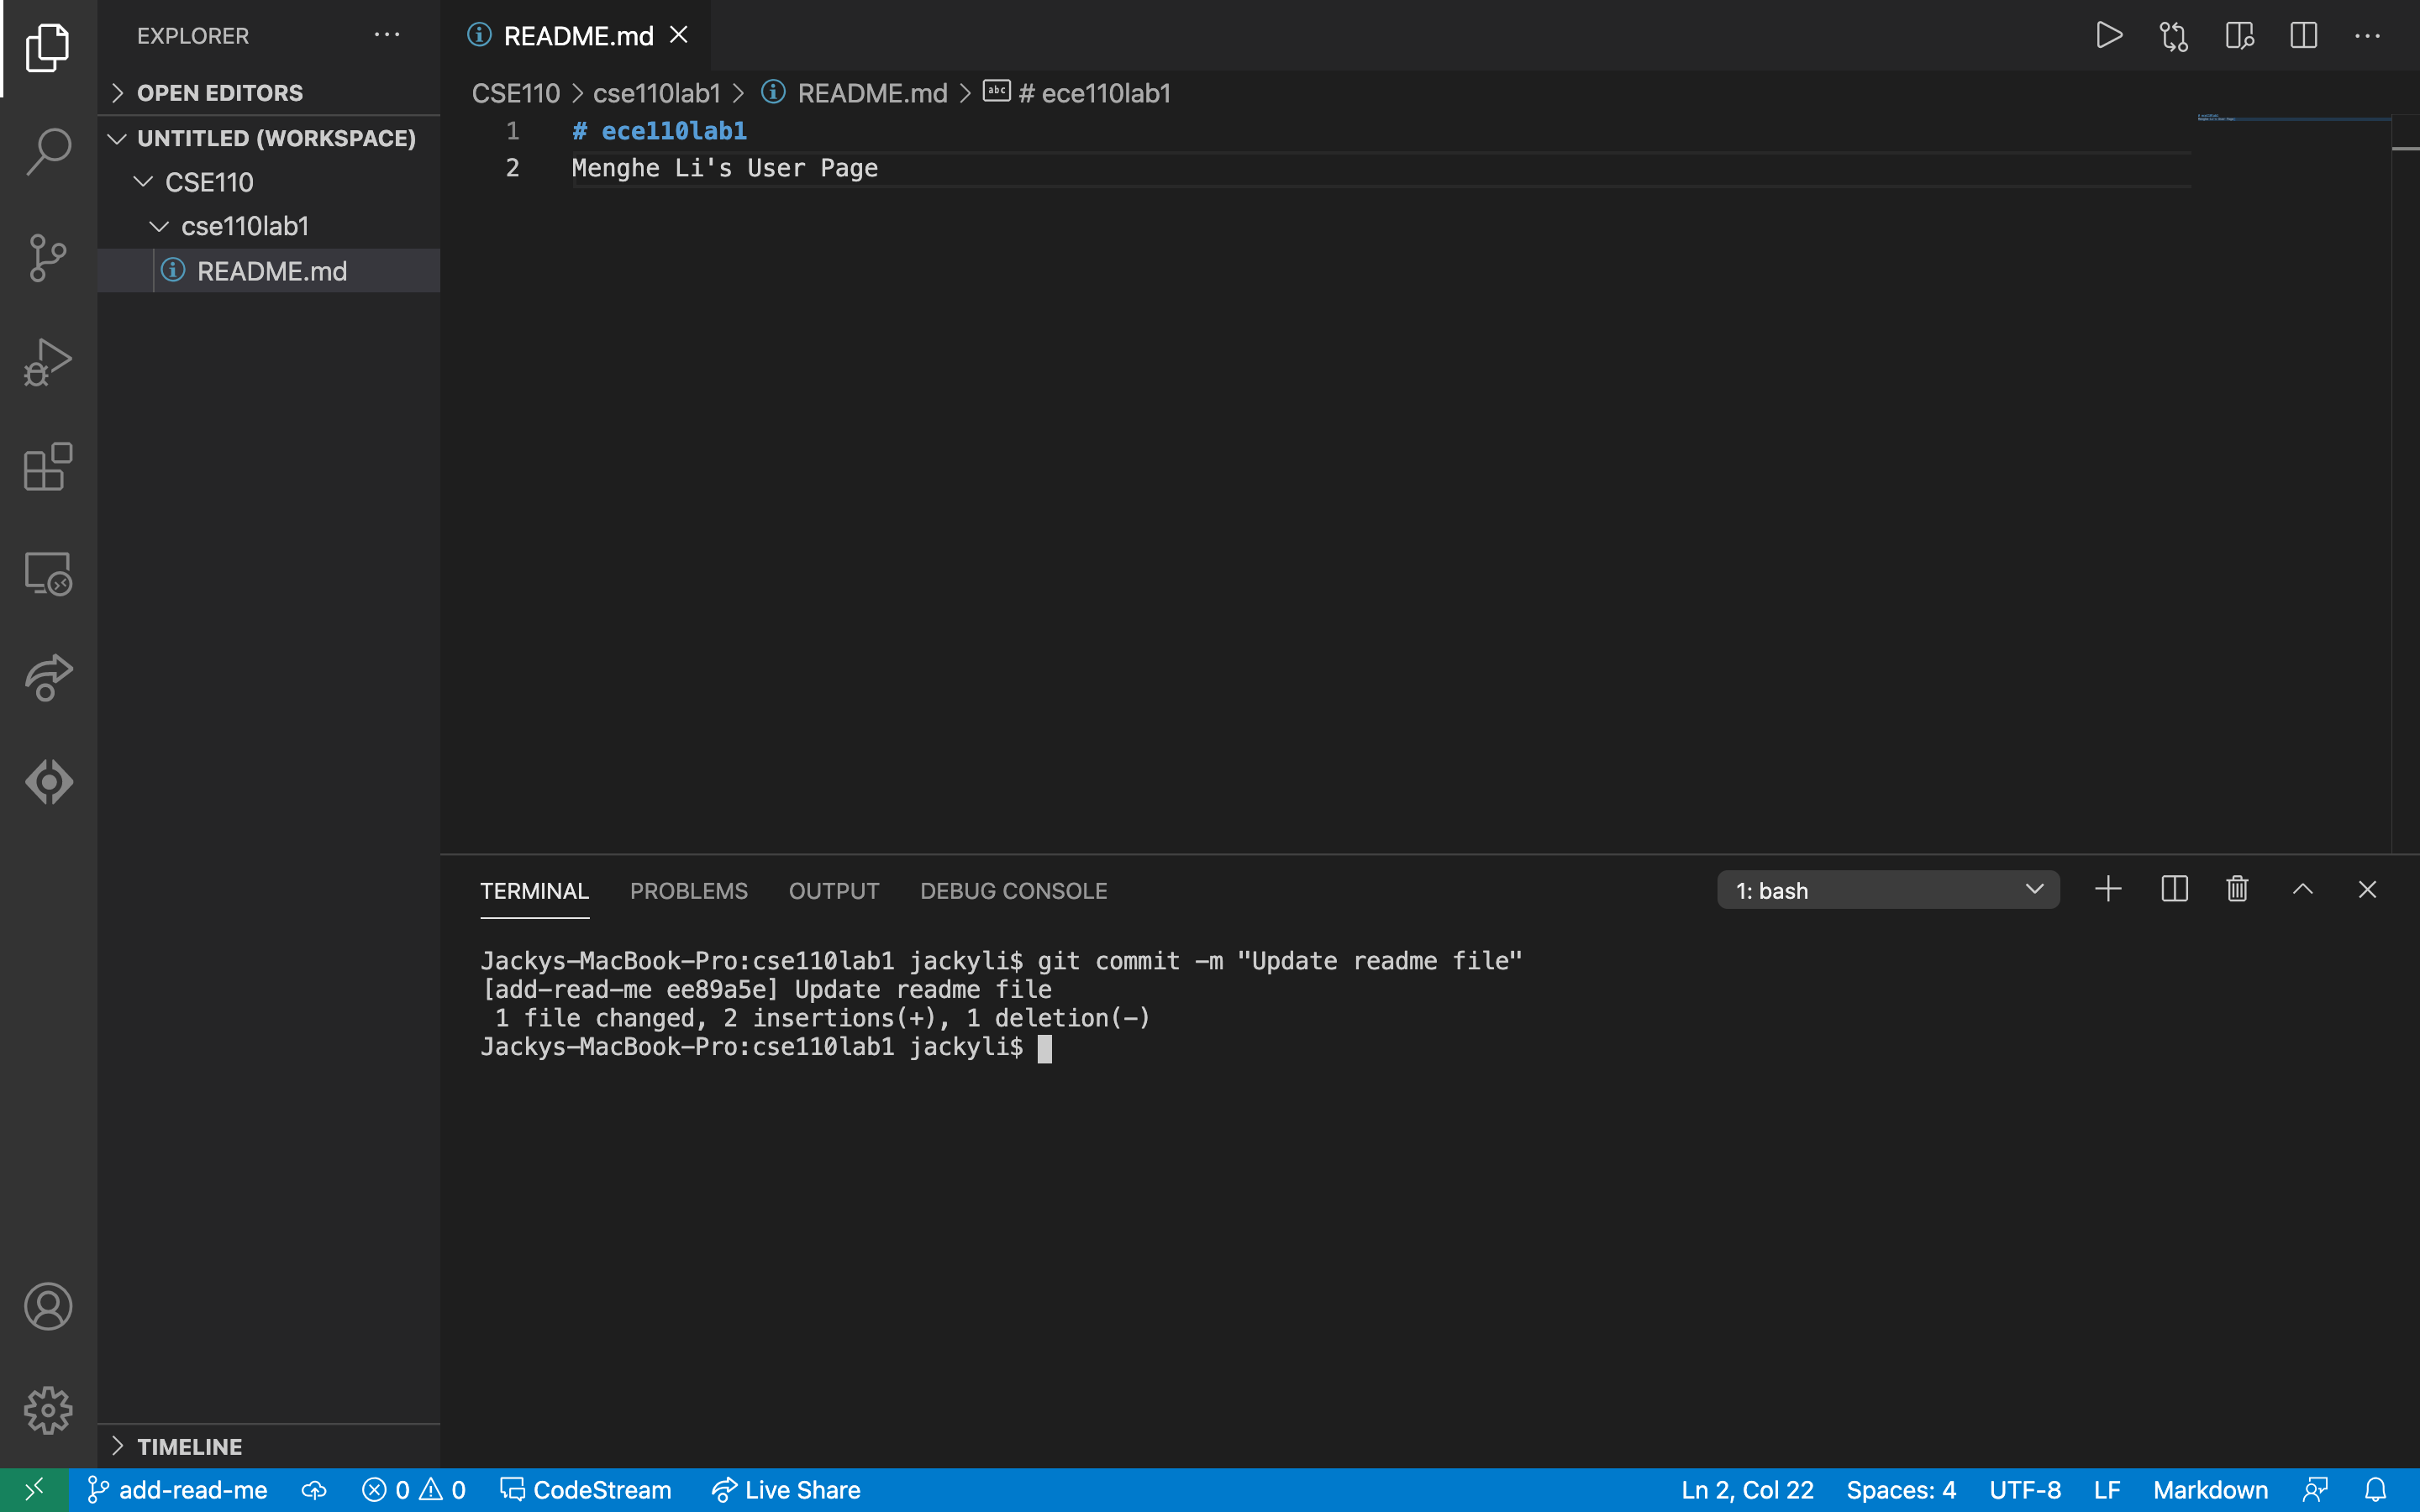 EXPLORER
README.md
OPEN EDITORS
CSE110 > cse110lab1 > README.md > # ece110lab1
UNTITLED (WORKSPACE)
CSE110
cse110lab1
README.md
1 # ece110lab1
2 Menghe Li's User Page
TERMINAL PROBLEMS OUTPUT DEBUG CONSOLE 1: bash
Jackys-MacBook-Pro:cse110lab1 jackyli$ git commit -m "Update readme file"
[add-read-me ee89a5e] Update readme file
1 file changed, 2 insertions(+), 1 deletion(-)
Jackys-MacBook-Pro:cse110lab1 jackyli$
TIMELINE
add-read-me 0 0 CodeStream Live Share Ln 2, Col 22 Spaces: 4 UTF-8 LF Markdown